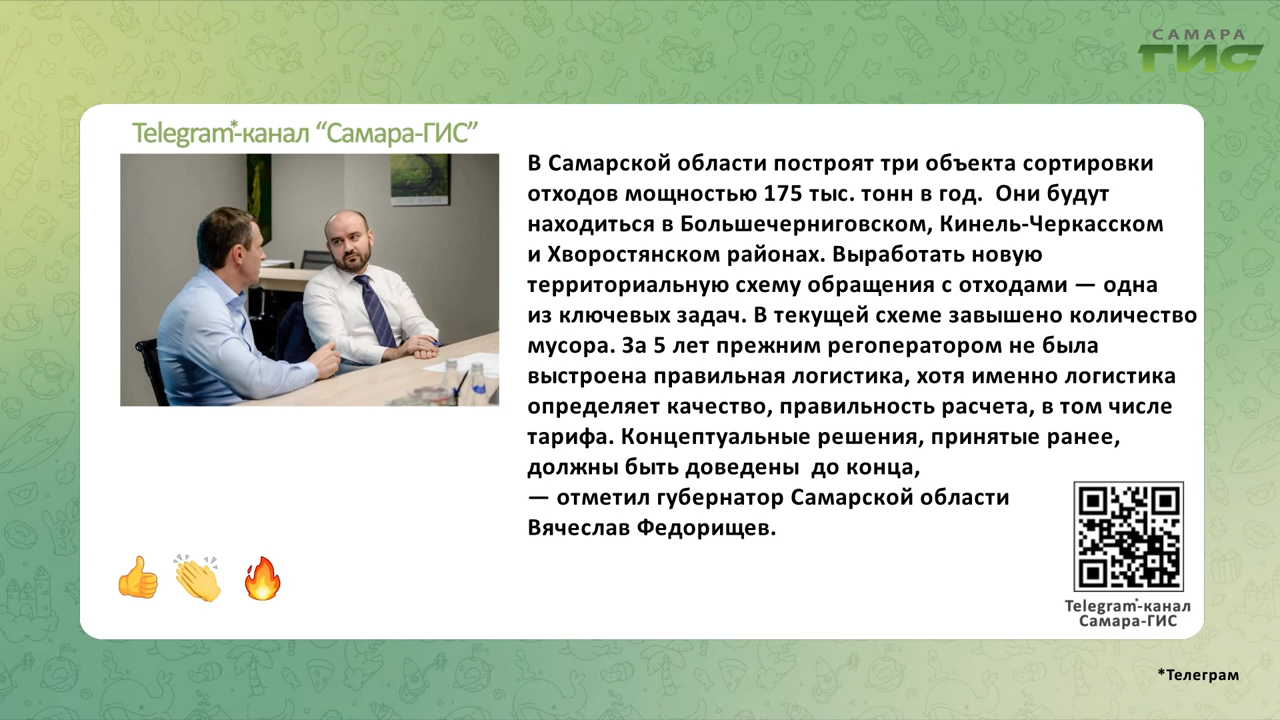 САМАРА
ГИС
Telegram*-канал “Самара-ГИС”
В Самарской области построят три объекта сортировки
отходов мощностью 175 тыс. тонн в год.  Они будут
находиться в Большечерниговском, Кинель-Черкасском
и Хворостянском районах. Выработать новую
территориальную схему обращения с отходами — одна
из ключевых задач. В текущей схеме завышено количество
мусора. За 5 лет прежним регоператором не была
выстроена правильная логистика, хотя именно логистика
определяет качество, правильность расчета, в том числе
тарифа. Концептуальные решения, принятые ранее,
должны быть доведены  до конца,
— отметил губернатор Самарской области
Вячеслав Федорищев.
Telegram*-канал
Самара-ГИС
*Телеграм